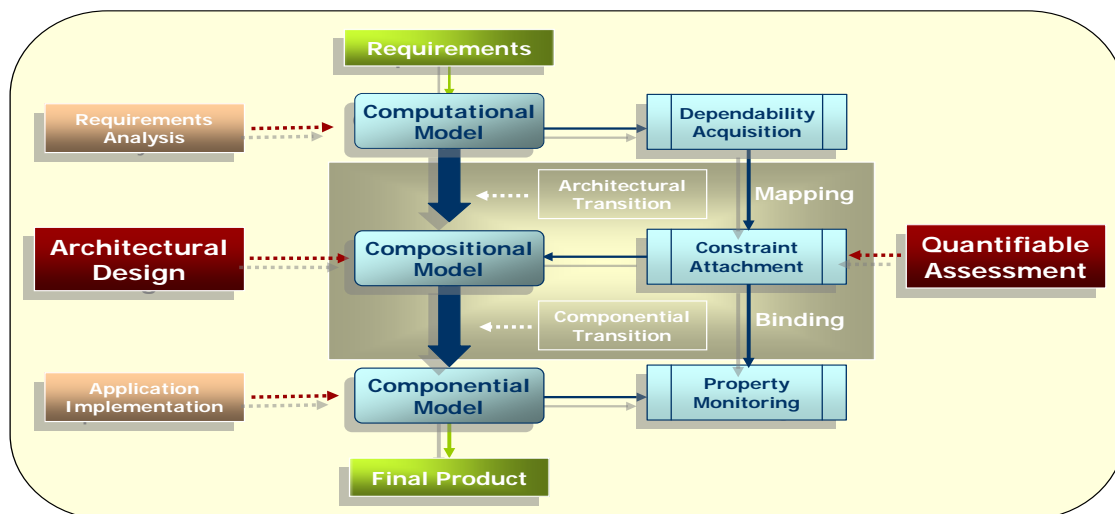 Requirements
Requirements
Analysis
Computational
Model
Dependability
Acquisition
Architectural
Transition
Mapping
Architectural
Design
Compositional
Model
Constraint
Attachment
Quantifiable
Assessment
Componential
Transition
Binding
Application
Implementation
Componential
Model
Property
Monitoring
Final Product